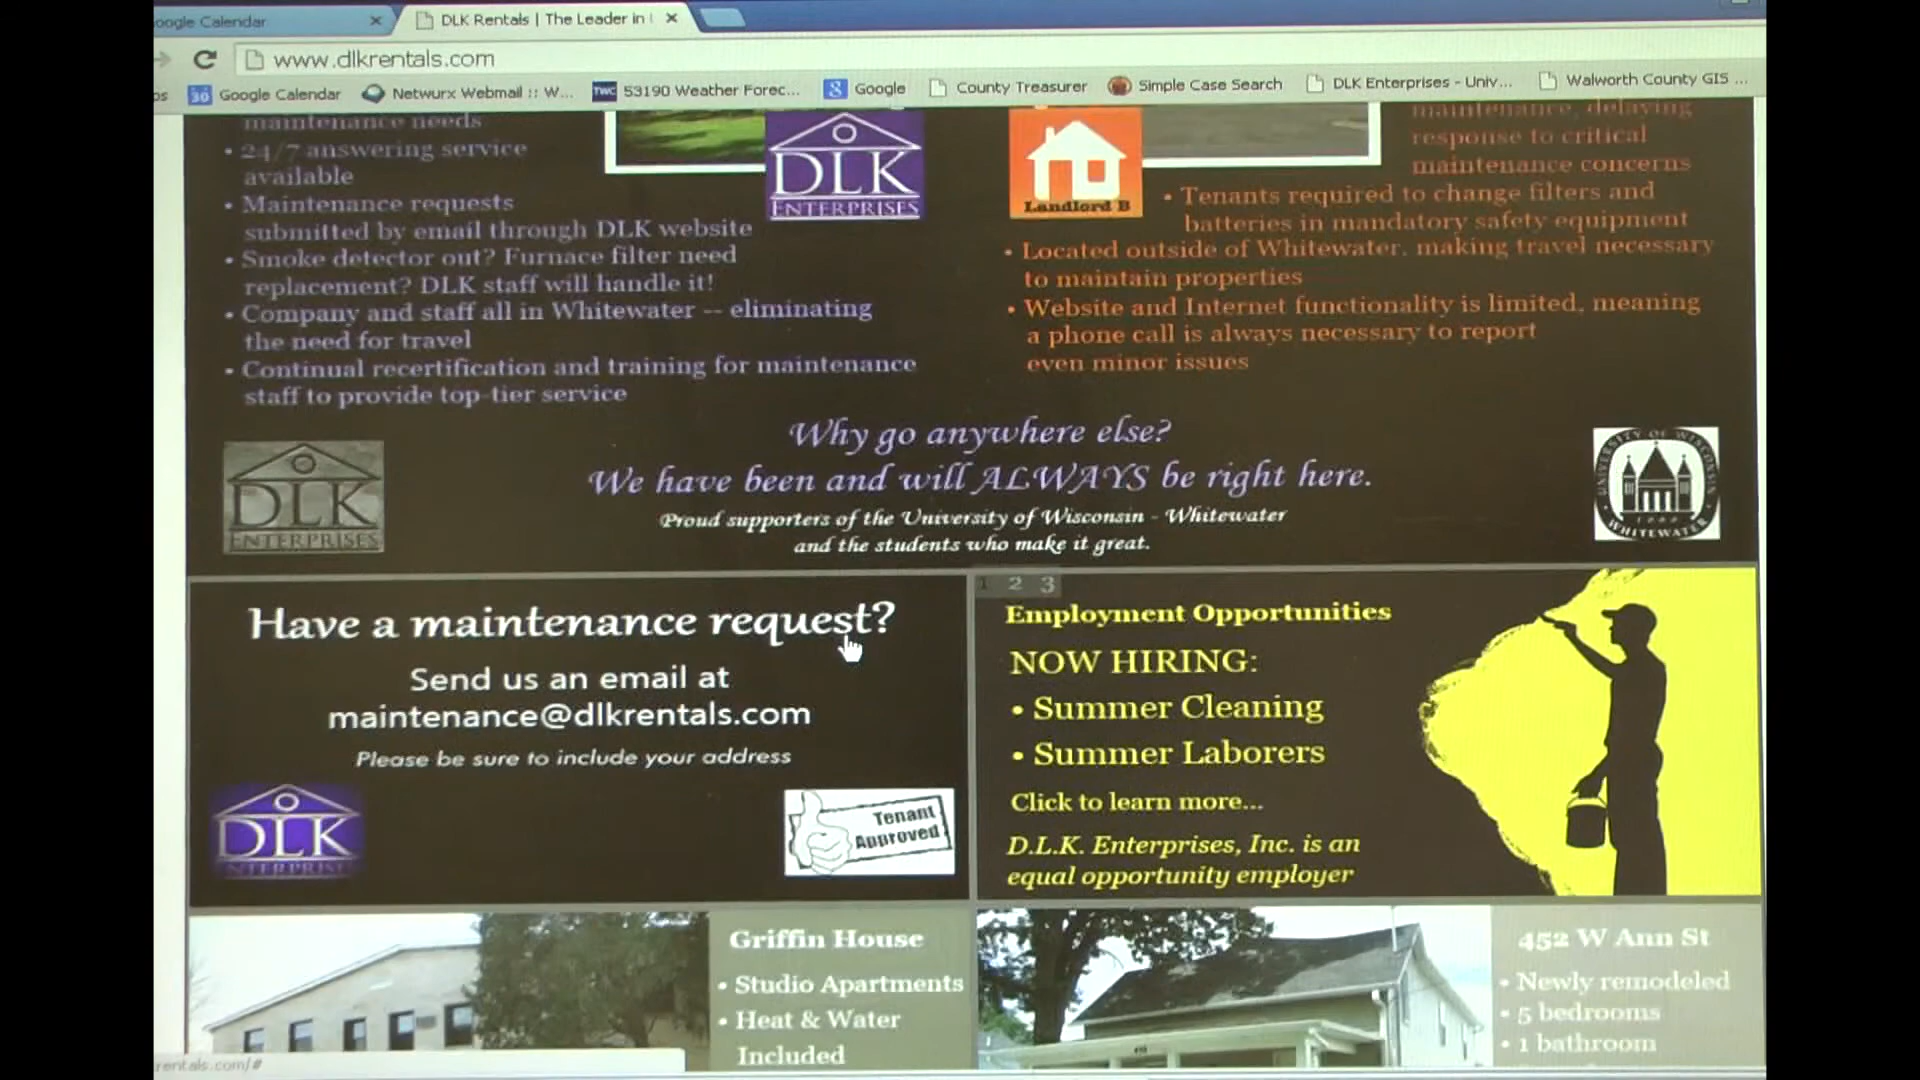 oogle Calendar
DLK Rentals | The Leader in
www.dlkrentals.com
ps
Google Calendar
Netwurx Webmail :: W...
53190 Weather Forec...
Google
County Treasurer
Simple Case Search
DLK Enterprises - Univ...
Walworth County GIS ...
maintenance needs
• 24/7 answering service
available
• Maintenance requests
submitted by email through DLK website
• Smoke detector out? Furnace filter need
replacement? DLK staff will handle it!
• Company and staff all in Whitewater -- eliminating
the need for travel
• Continual recertification and training for maintenance
staff to provide top-tier service
DLK
ENTERPRISES
Landlord B
maintenance, delaying
response to critical
maintenance concerns
• Tenants required to change filters and
batteries in mandatory safety equipment
• Located outside of Whitewater, making travel necessary
to maintain properties
• Website and Internet functionality is limited, meaning
a phone call is always necessary to report
even minor issues
Why go anywhere else?
We have been and will ALWAYS be right here.
Proud supporters of the University of Wisconsin - Whitewater
and the students who make it great.
DLK
ENTERPRISES
UNIVERSITY OF WISCONSIN
WHITEWATER
Have a maintenance request?
Send us an email at
maintenance@dlkrentals.com
Please be sure to include your address
DLK
ENTERPRISES
Tenant
Approved
1 2 3
Employment Opportunities
NOW HIRING:
• Summer Cleaning
• Summer Laborers
Click to learn more...
D.L.K. Enterprises, Inc. is an
equal opportunity employer
Griffin House
• Studio Apartments
• Heat & Water
Included
452 W Ann St
• Newly remodeled
• 5 bedrooms
• 1 bathroom
rentals.com/#